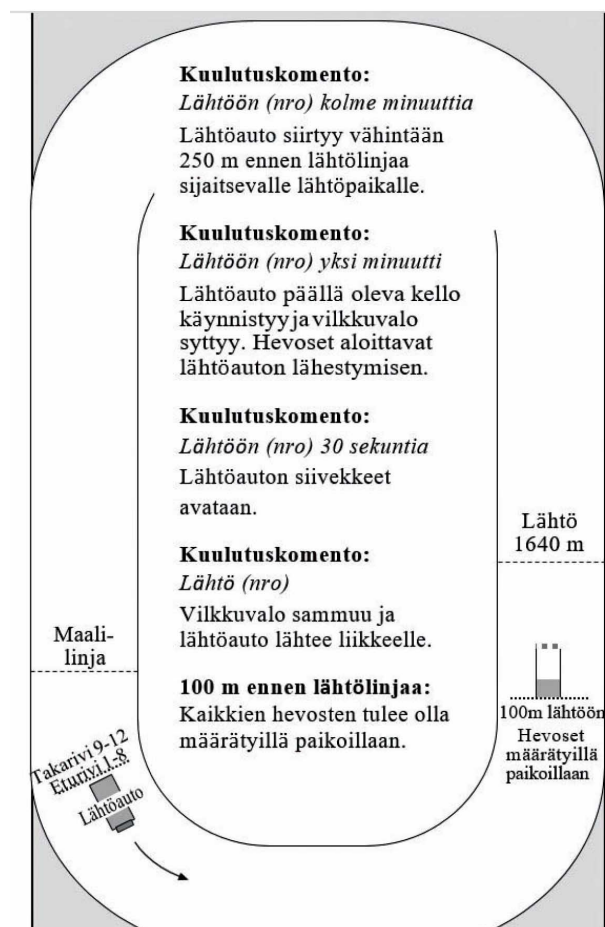 Kuulutuskomento:
Lähtöön (nro) kolme minuuttia
Lähtöauto siirtyy vähintään
250 m ennen lähtölinjaa
sijaitsevalle lähtöpaikalle.
Kuulutuskomento:
Lähtöön (nro) yksi minuutti
Lähtöauto päällä oleva kello
käynnistyy ja vilkkuvalo
syttyy. Hevoset aloittavat
lähtöauton lähestymisen.
Kuulutuskomento:
Lähtöön (nro) 30 sekuntia
Lähtöauton siivekkeet
avataan.
Kuulutuskomento:
Lähtö (nro)
Vilkkuvalo sammuu ja
lähtöauto lähtee liikkeelle.
100 m ennen lähtölinjaa:
Kaikkien hevosten tulee olla
määrätyillä paikoillaan.
Maali-
linja
Takarivi 9-12
Eturivi 1-8
Lähtöauto
Lähtö
1640 m
100m lähtöön
Hevoset
määrätyillä
paikoillaan